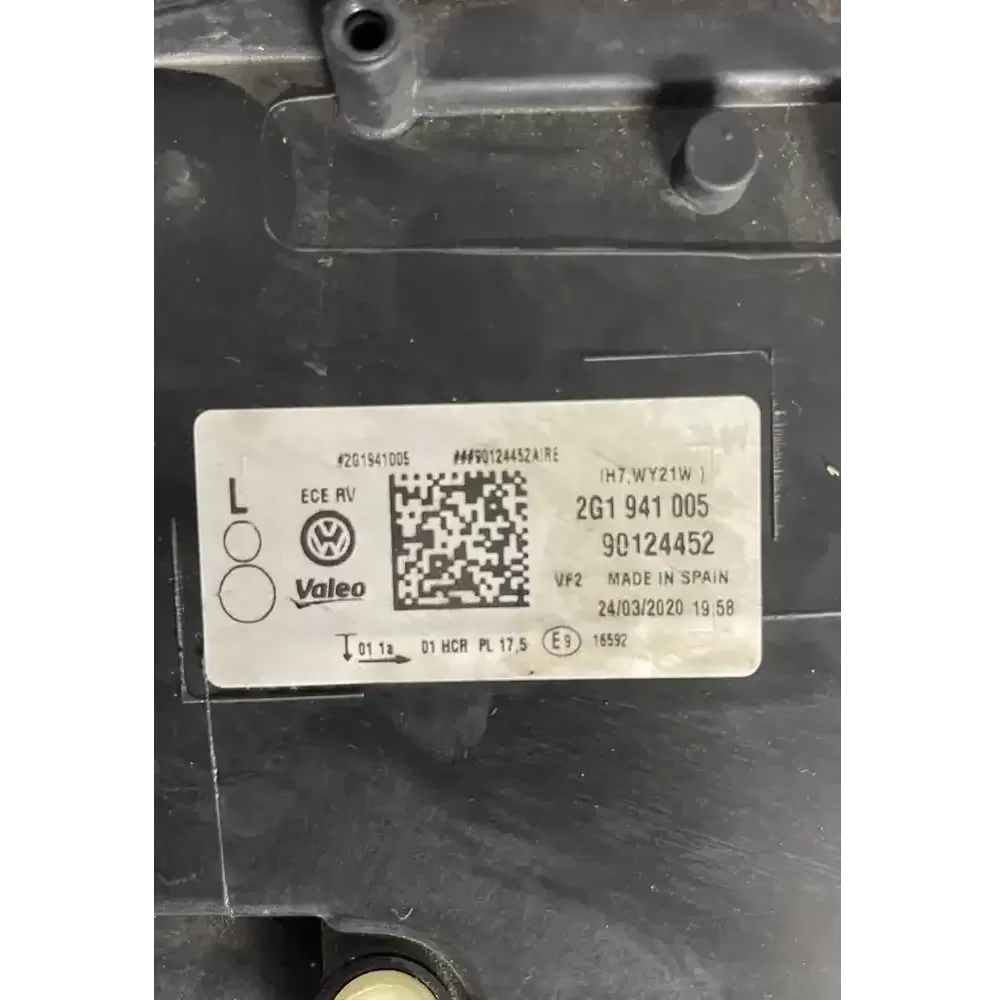 #2G1941005 ###90124452AIRE
L
ECE RV
(H7,WY21W )
2G1 941 005
VW
90124452
Valeo
VF2 MADE IN SPAIN
24/03/2020 19:58
01 1a 01 HCR PL 17,5 E9 16592